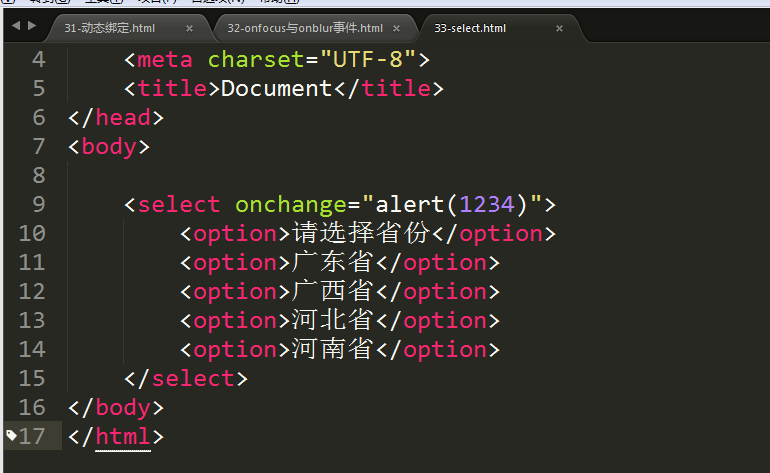 31-动态绑定.html × 32-onfocus与onblur事件.html × 33-select.html ×
4 <meta charset="UTF-8">
5 <title>Document</title>
6 </head>
7 <body>
8
9 <select onchange="alert(1234)">
10 <option>请选择省份</option>
11 <option>广东省</option>
12 <option>广西省</option>
13 <option>河北省</option>
14 <option>河南省</option>
15 </select>
16 </body>
17 </html>